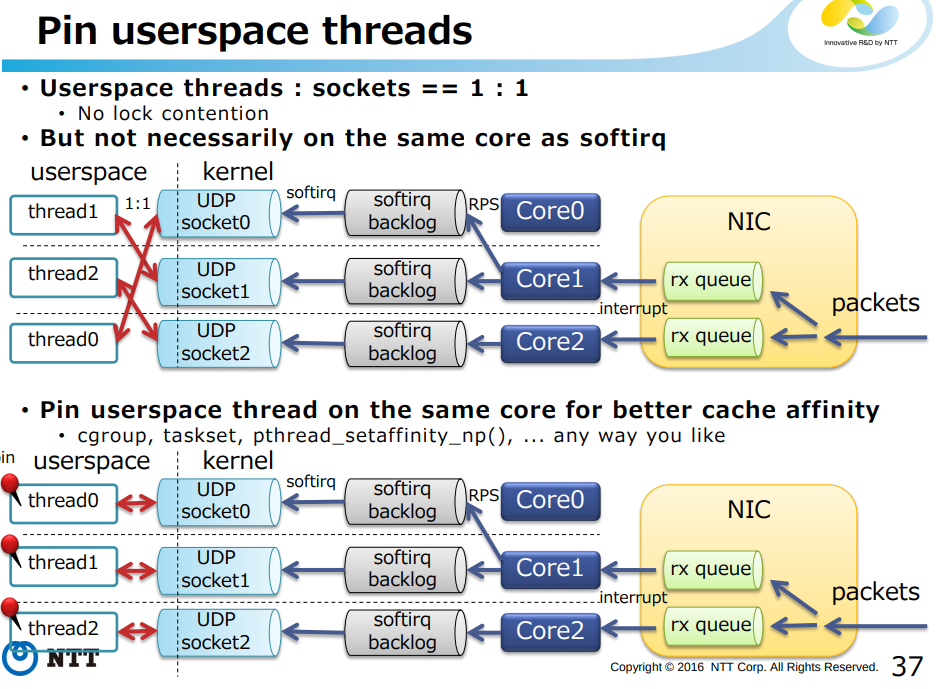 Pin userspace threads
Innovative R&D by NTT
• Userspace threads : sockets == 1 : 1
• No lock contention
• But not necessarily on the same core as softirq
userspace kernel
thread1 1:1 UDP socket0 softirq softirq backlog RPS Core0 NIC
thread2 UDP socket1 softirq backlog Core1 rx queue packets
interrupt
thread0 UDP socket2 softirq backlog Core2 rx queue
• Pin userspace thread on the same core for better cache affinity
• cgroup, taskset, pthread_setaffinity_np(), ... any way you like
pin userspace kernel
thread0 UDP socket0 softirq softirq backlog RPS Core0 NIC
thread1 UDP socket1 softirq backlog Core1 rx queue packets
interrupt
thread2 UDP socket2 softirq backlog Core2 rx queue
NTT
Copyright © 2016 NTT Corp. All Rights Reserved. 37